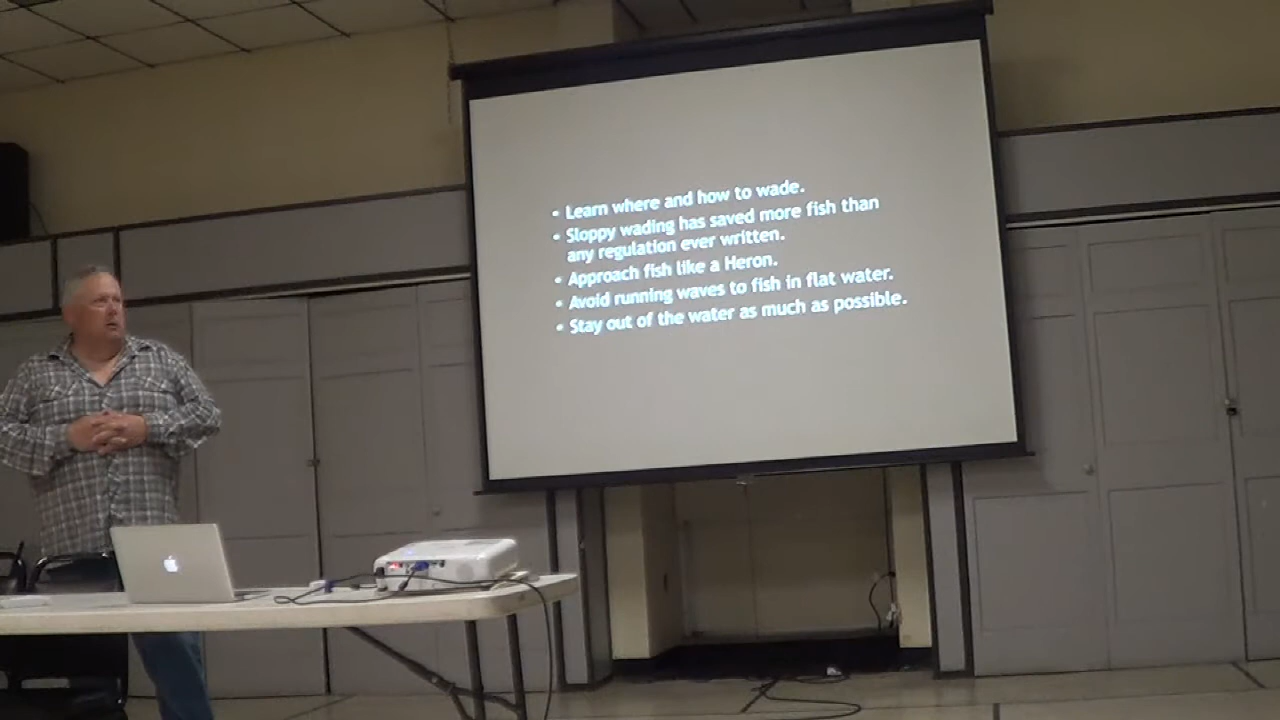 • Learn where and how to wade.
• Sloppy wading has saved more fish than
any regulation ever written.
• Approach fish like a Heron.
• Avoid running waves to fish in flat water.
• Stay out of the water as much as possible.